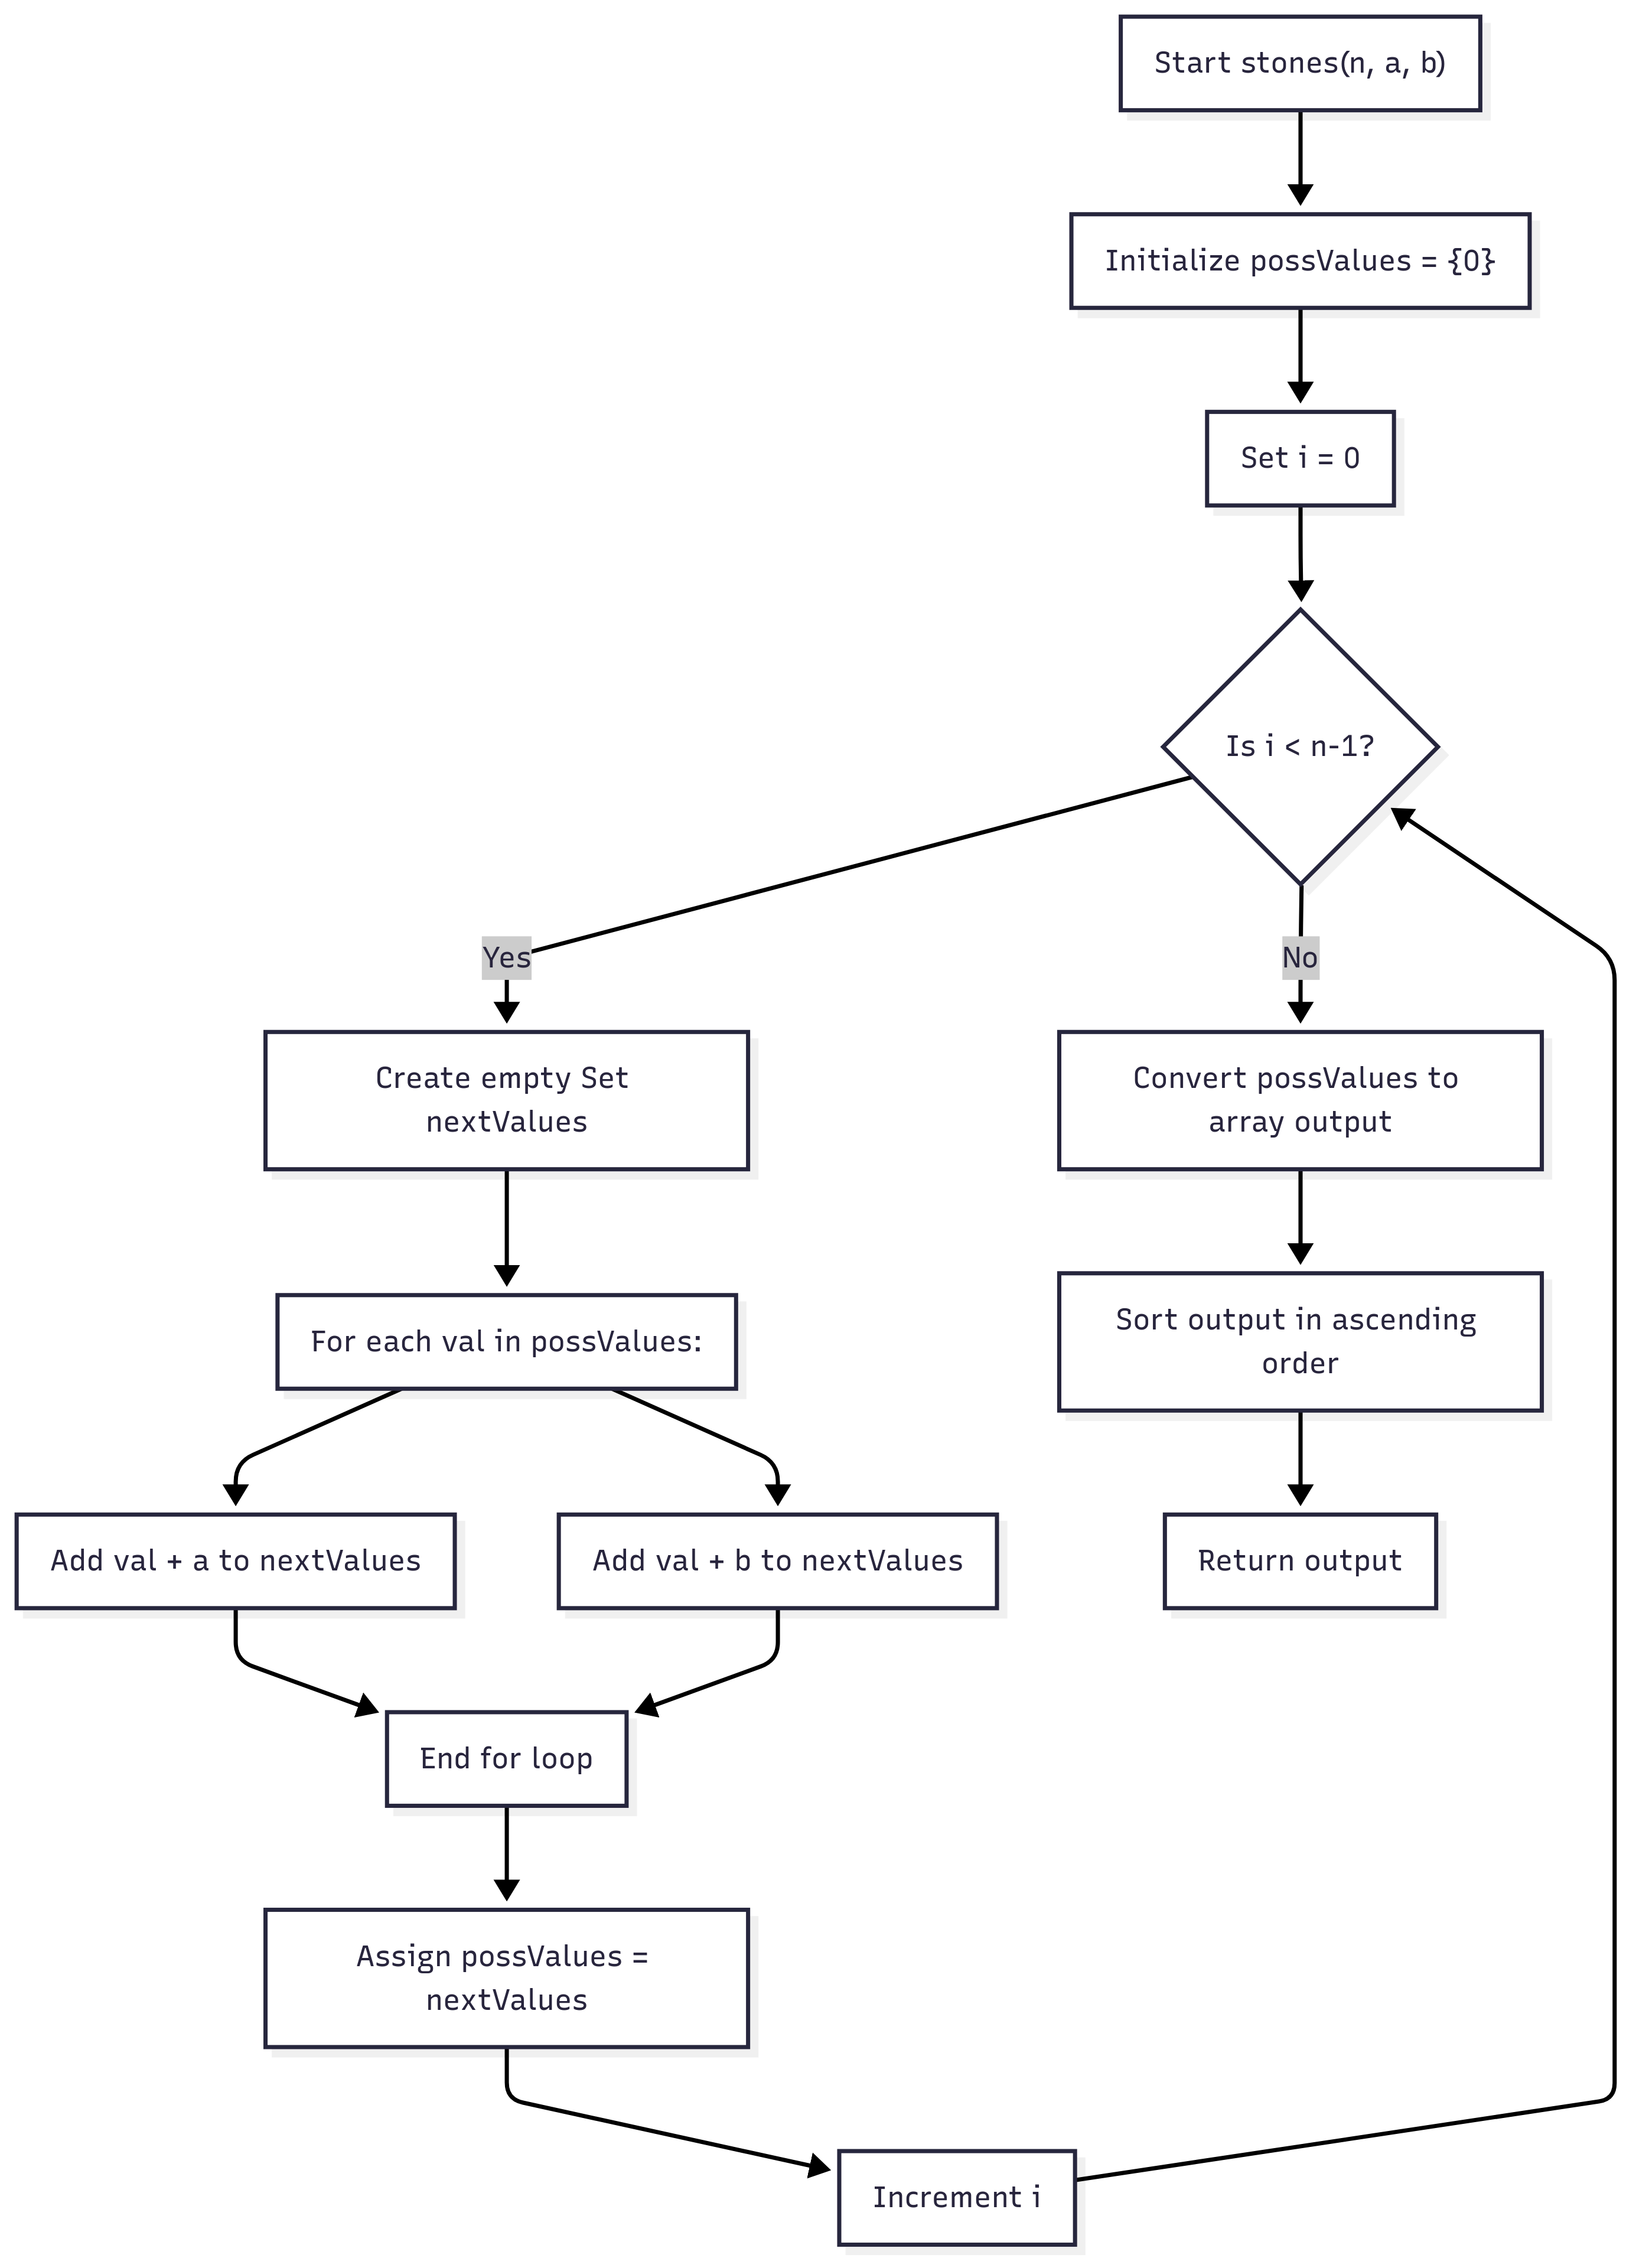 Start stones(n, a, b)
Initialize possValues = {0}
Set i = 0
Is i < n-1?
Yes
No
Create empty Set
nextValues
Convert possValues to
array output
For each val in possValues:
Sort output in ascending
order
Add val + a to nextValues
Add val + b to nextValues
Return output
End for loop
Assign possValues =
nextValues
Increment i